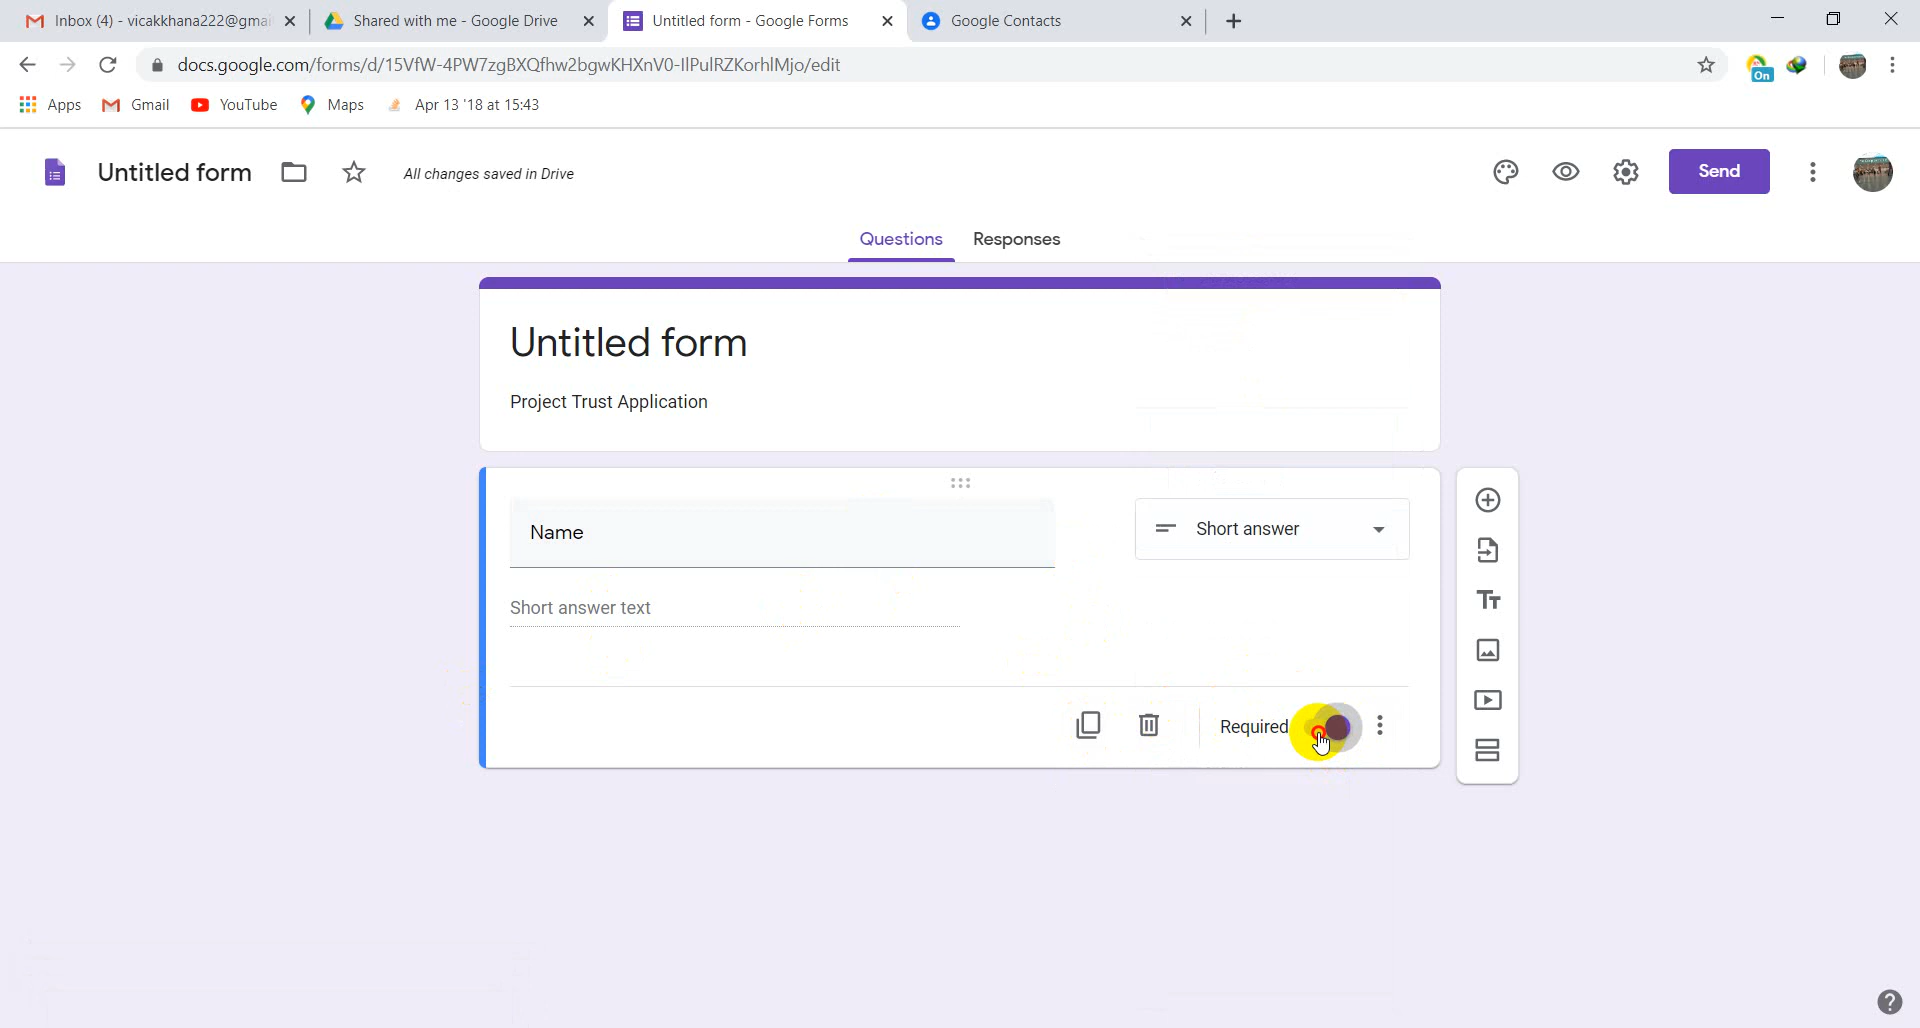 Inbox (4) - vicakkhana222@gmai
Shared with me - Google Drive
Untitled form - Google Forms
Google Contacts
docs.google.com/forms/d/15VfW-4PW7zgBXQfhw2bgwKHXnV0-IlPulRZKorhlMjo/edit
On
Apps
Gmail
YouTube
Maps
Apr 13 '18 at 15:43
Untitled form
All changes saved in Drive
Send
Questions
Responses
Untitled form
Project Trust Application
Name
Short answer
Short answer text
Required